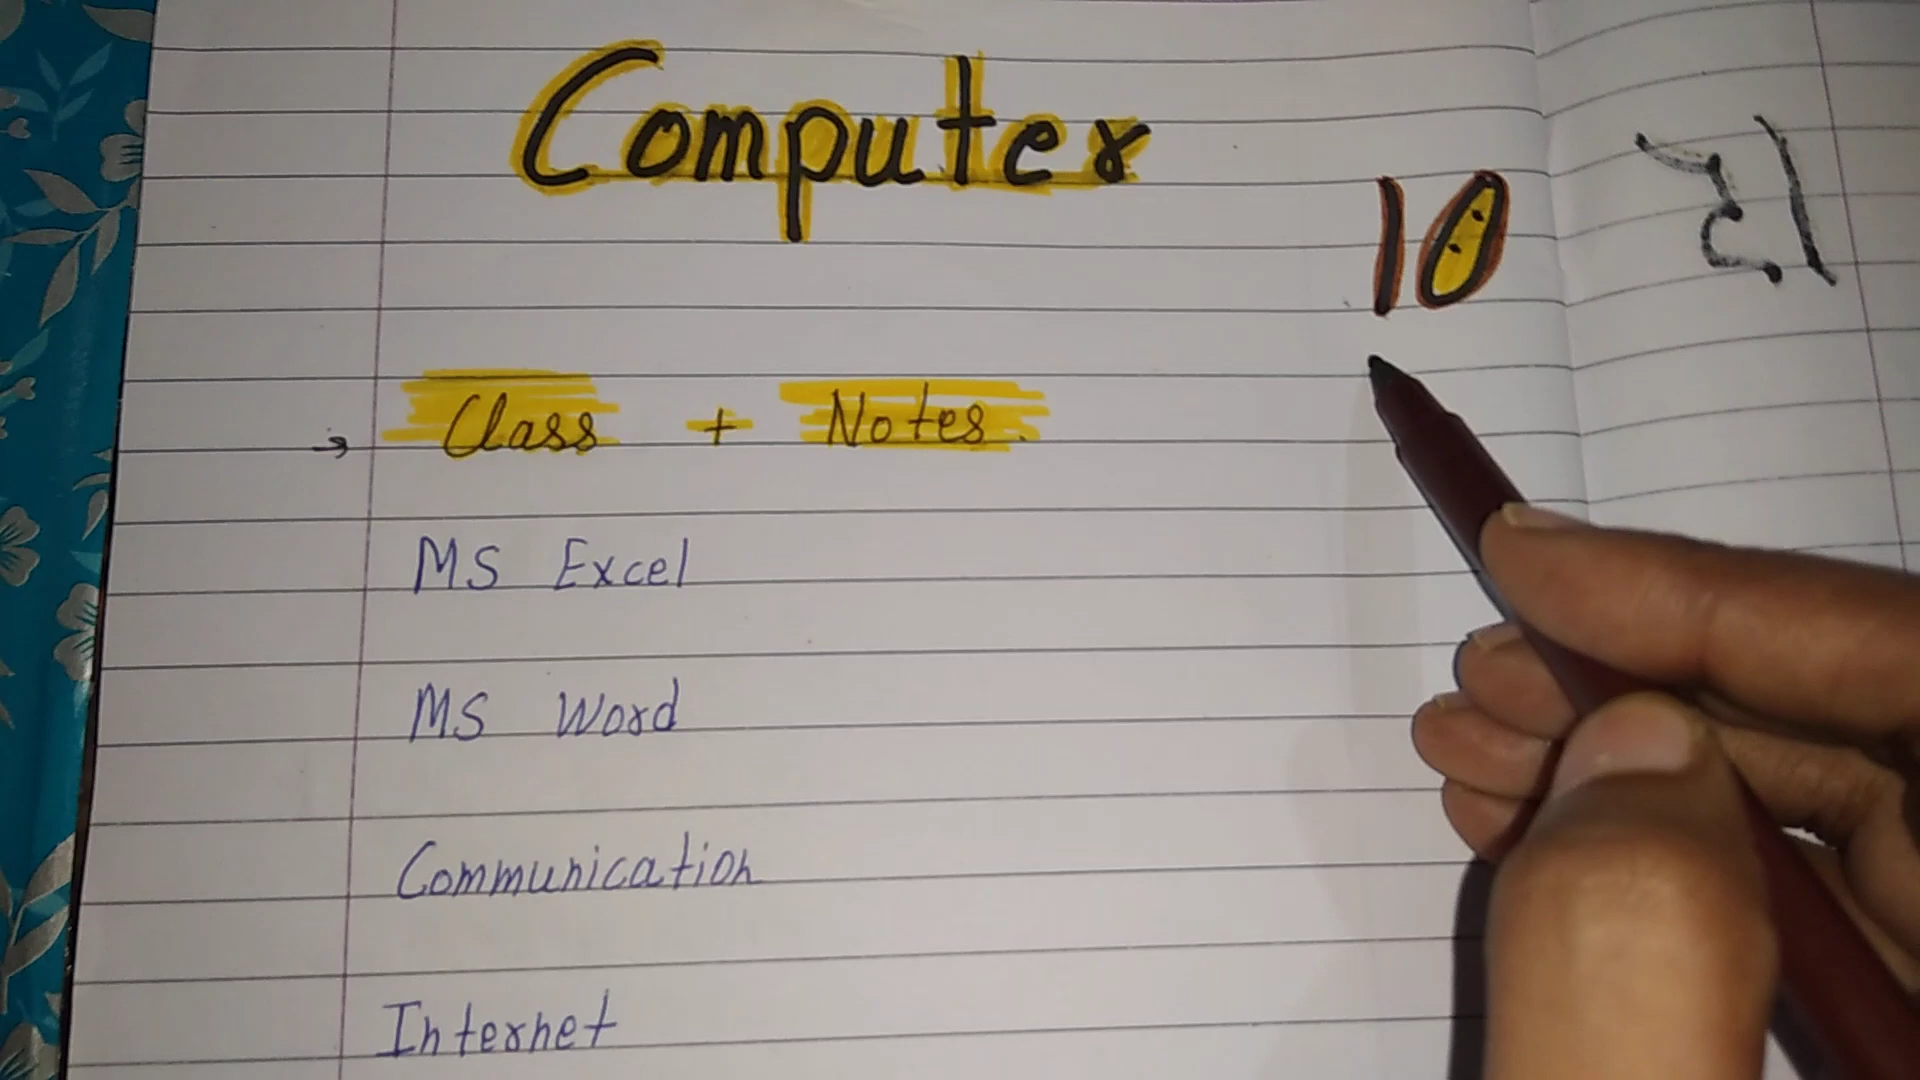 Computer
10
→ Class + Notes.
MS Excel
MS Word
Communication
Internet